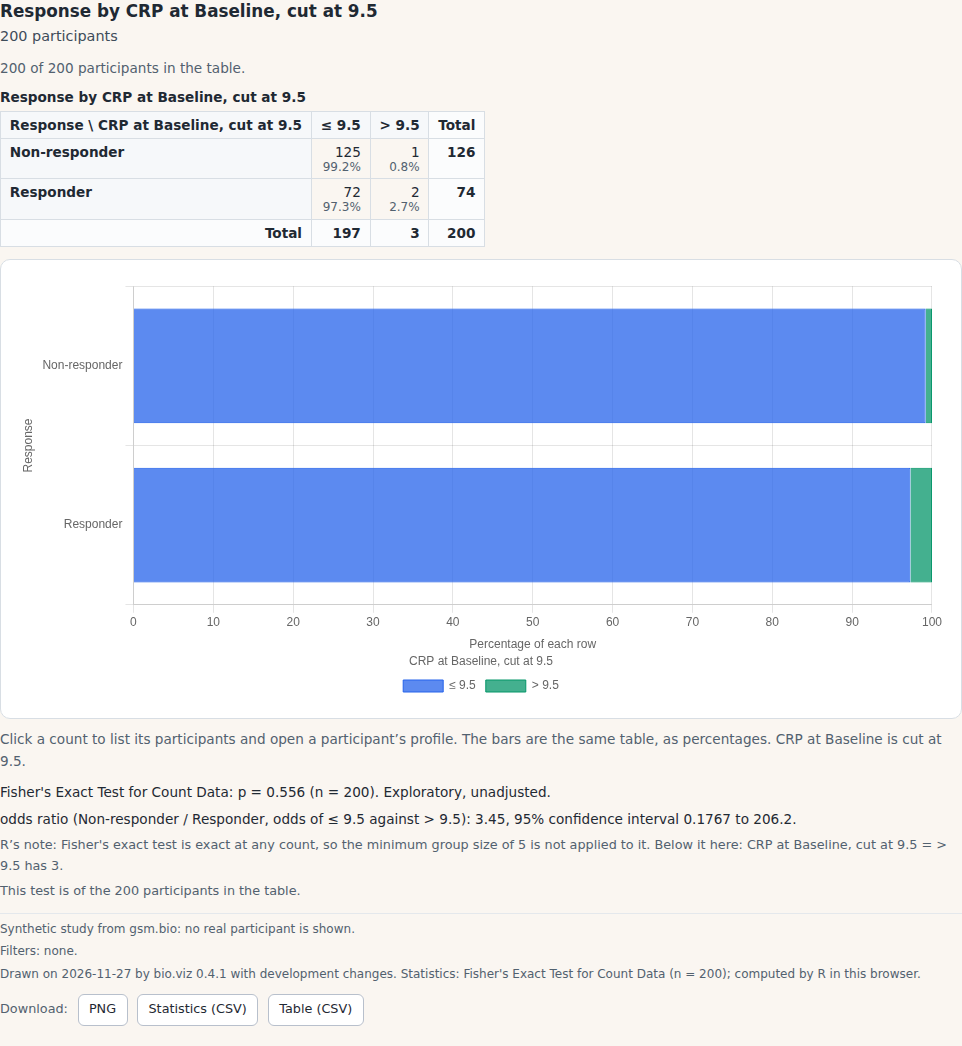 Response by CRP at Baseline, cut at 9.5
200 participants
200 of 200 participants in the table.
Response by CRP at Baseline, cut at 9.5
Response \ CRP at Baseline, cut at 9.5 ≤ 9.5 > 9.5 Total
Non-responder 125 1 126
99.2% 0.8%
Responder 72 2 74
97.3% 2.7%
Total 197 3 200
Non-responder
Responder
Response
0 10 20 30 40 50 60 70 80 90 100
Percentage of each row
CRP at Baseline, cut at 9.5
≤ 9.5 > 9.5
Click a count to list its participants and open a participant’s profile. The bars are the same table, as percentages. CRP at Baseline is cut at
9.5.
Fisher's Exact Test for Count Data: p = 0.556 (n = 200). Exploratory, unadjusted.
odds ratio (Non-responder / Responder, odds of ≤ 9.5 against > 9.5): 3.45, 95% confidence interval 0.1767 to 206.2.
R’s note: Fisher's exact test is exact at any count, so the minimum group size of 5 is not applied to it. Below it here: CRP at Baseline, cut at 9.5 = >
9.5 has 3.
This test is of the 200 participants in the table.
Synthetic study from gsm.bio: no real participant is shown.
Filters: none.
Drawn on 2026-11-27 by bio.viz 0.4.1 with development changes. Statistics: Fisher's Exact Test for Count Data (n = 200); computed by R in this browser.
Download: PNG Statistics (CSV) Table (CSV)